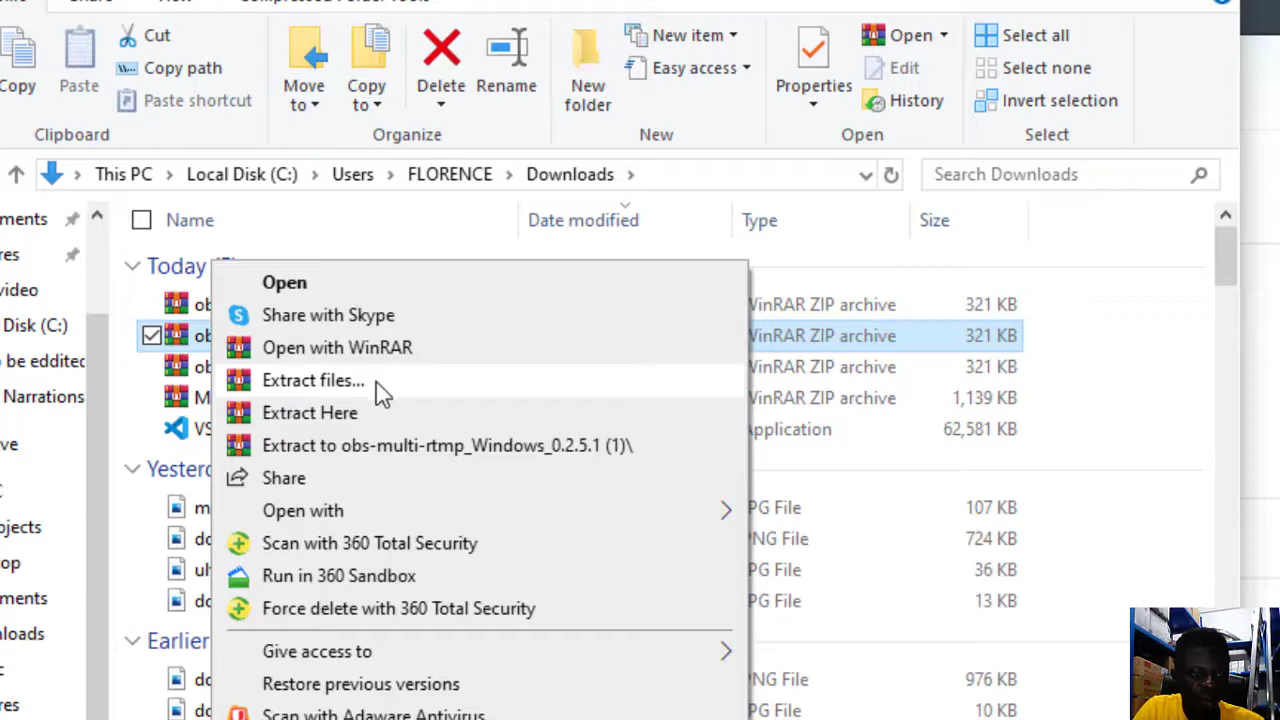 Copy
Paste
Cut
Copy path
Paste shortcut
Clipboard
Move to
Copy to
Delete
Rename
Organize
New folder
New item
Easy access
New
Properties
Open
Edit
History
Open
Select all
Select none
Invert selection
Select
This PC > Local Disk (C:) > Users > FLORENCE > Downloads >
Search Downloads
ments
res
video
Disk (C:)
be eddited
Narrations
ve
ojects
op
ments
nloads
res
Name Date modified Type Size
Today
ob WinRAR ZIP archive 321 KB
ob WinRAR ZIP archive 321 KB
ob WinRAR ZIP archive 321 KB
M WinRAR ZIP archive 1,139 KB
VS Application 62,581 KB
Yesterd
m PG File 107 KB
do PNG File 724 KB
ul PG File 36 KB
do PG File 13 KB
Earlier
do PNG File 976 KB
do PNG File 10 KB
Open
Share with Skype
Open with WinRAR
Extract files...
Extract Here
Extract to obs-multi-rtmp_Windows_0.2.5.1 (1)\
Share
Open with
Scan with 360 Total Security
Run in 360 Sandbox
Force delete with 360 Total Security
Give access to
Restore previous versions
Scan with Adaware Antivirus